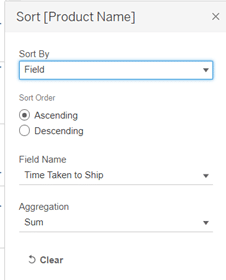 Sort [Product Name]
Sort By
Field
Sort Order
Ascending
Descending
Field Name
Time Taken to Ship
Aggregation
Sum
Clear